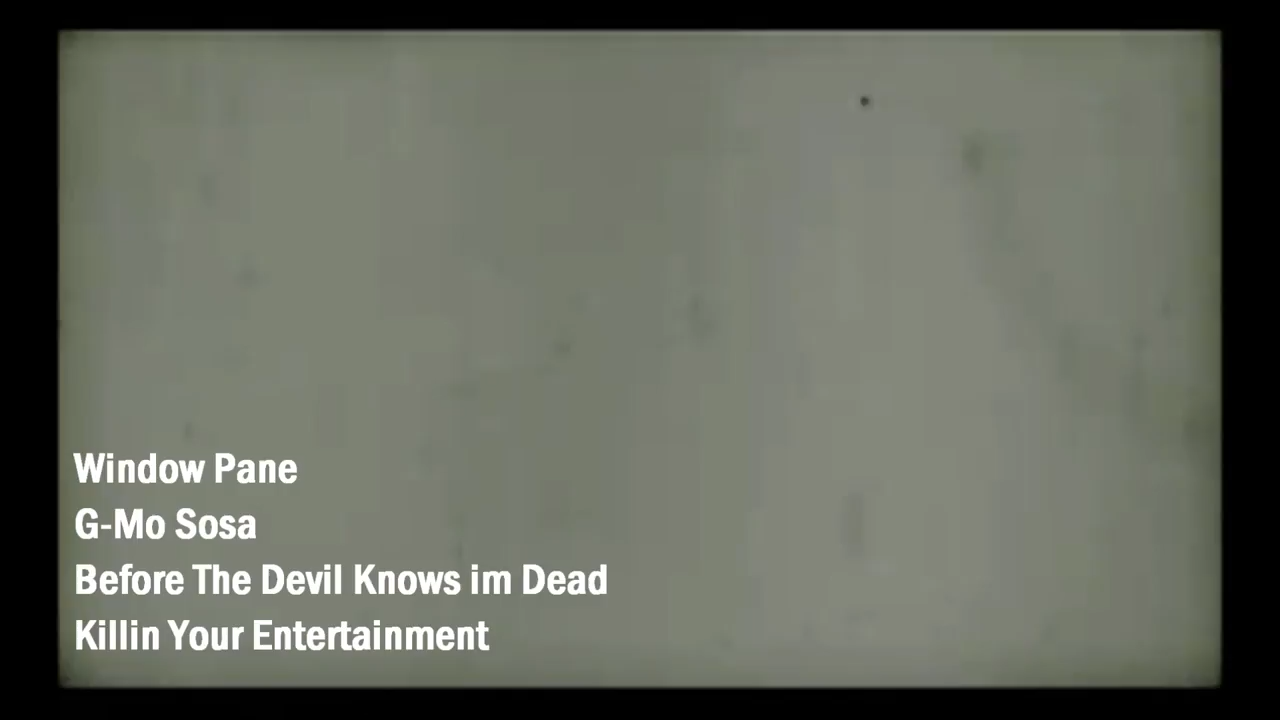 Window Pane
G-Mo Sosa
Before The Devil Knows im Dead
Killin Your Entertainment